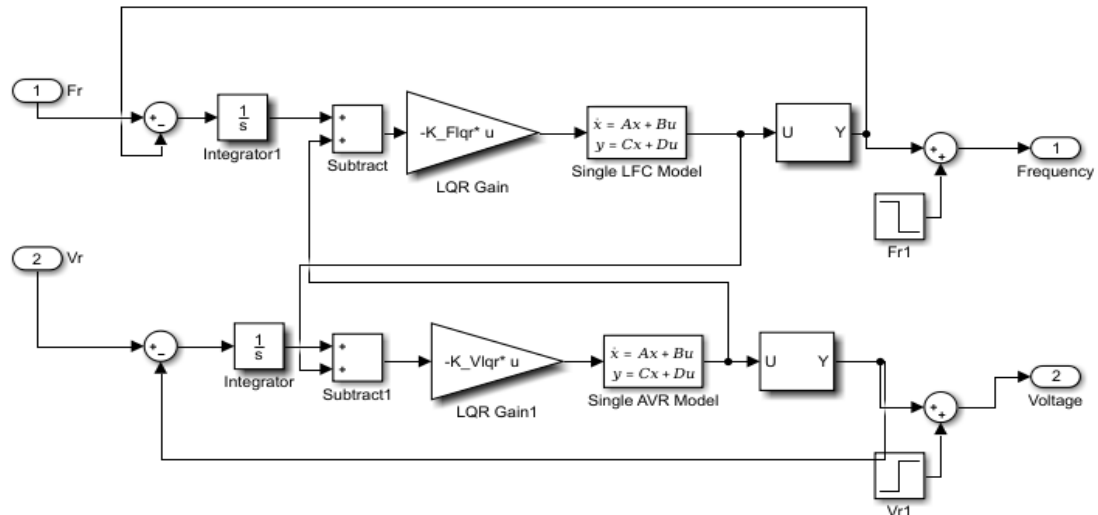 1
Fr
+
−
1
s
Integrator1
+
+
Subtract
-K_Flqr* u
LQR Gain
ẋ = Ax + Bu
y = Cx + Du
Single LFC Model
U
Y
+
+
1
Frequency
Fr1
2
Vr
+
−
1
s
Integrator
+
+
Subtract1
-K_Vlqr* u
LQR Gain1
ẋ = Ax + Bu
y = Cx + Du
Single AVR Model
U
Y
+
+
2
Voltage
Vr1